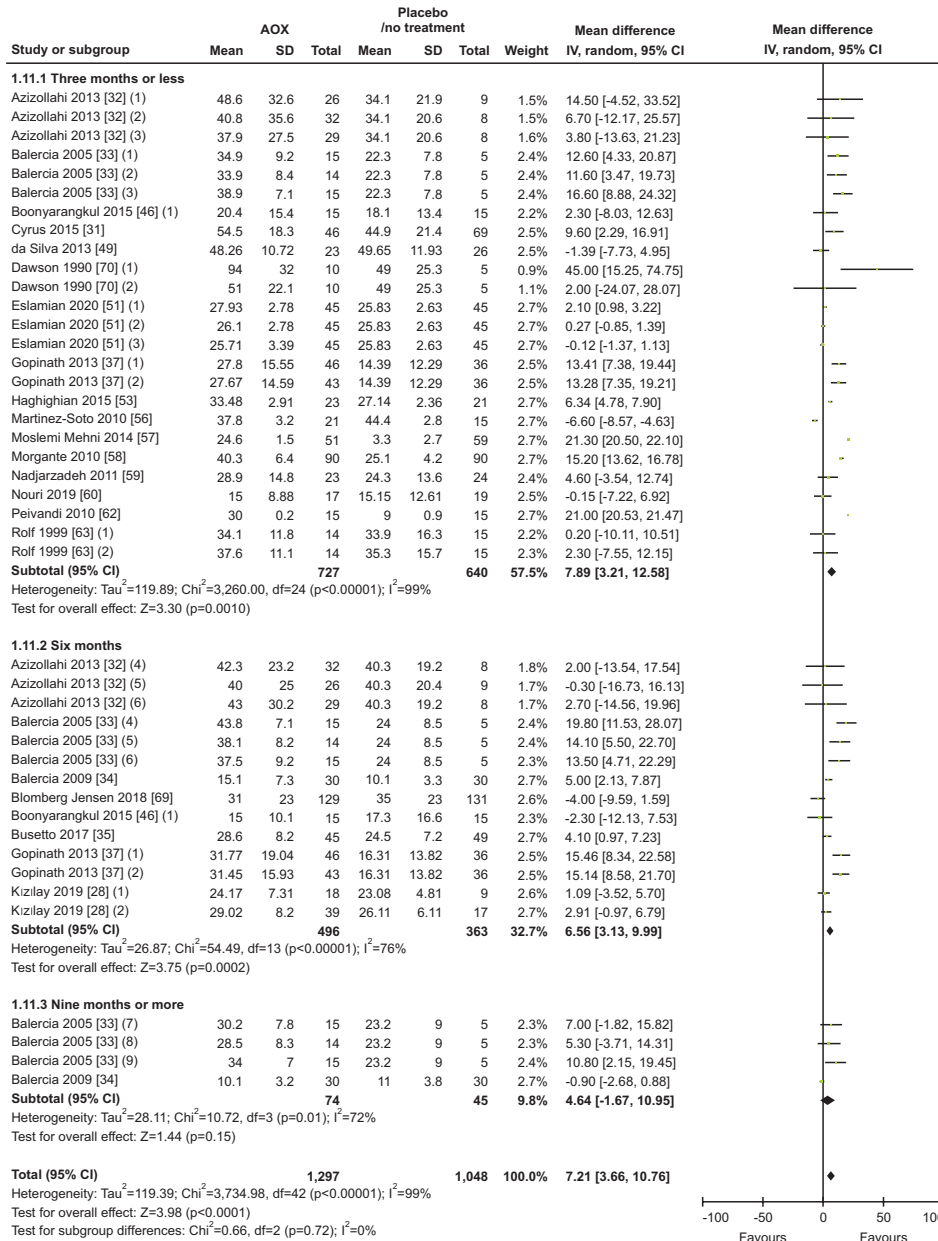 AOX Placebo /no treatment Mean difference Mean difference
Study or subgroup Mean SD Total Mean SD Total Weight IV, random, 95% CI IV, random, 95% CI
1.11.1 Three months or less
Azizollahi 2013 [32] (1) 48.6 32.6 26 34.1 21.9 9 1.5% 14.50 [-4.52, 33.52]
Azizollahi 2013 [32] (2) 40.8 35.6 32 34.1 20.6 8 1.5% 6.70 [-12.17, 25.57]
Azizollahi 2013 [32] (3) 37.9 27.5 29 34.1 20.6 8 1.6% 3.80 [-13.63, 21.23]
Balercia 2005 [33] (1) 34.9 9.2 15 22.3 7.8 5 2.4% 12.60 [4.33, 20.87]
Balercia 2005 [33] (2) 33.9 8.4 14 22.3 7.8 5 2.4% 11.60 [3.47, 19.73]
Balercia 2005 [33] (3) 38.9 7.1 15 22.3 7.8 5 2.4% 16.60 [8.88, 24.32]
Boonyarangkul 2015 [46] (1) 20.4 15.4 15 18.1 13.4 15 2.2% 2.30 [-8.03, 12.63]
Cyrus 2015 [31] 54.5 18.3 46 44.9 21.4 69 2.5% 9.60 [2.29, 16.91]
da Silva 2013 [49] 48.26 10.72 23 49.65 11.93 26 2.5% -1.39 [-7.73, 4.95]
Dawson 1990 [70] (1) 94 32 10 49 25.3 5 0.9% 45.00 [15.25, 74.75]
Dawson 1990 [70] (2) 51 22.1 10 49 25.3 5 1.1% 2.00 [-24.07, 28.07]
Eslamian 2020 [51] (1) 27.93 2.78 45 25.83 2.63 45 2.7% 2.10 [0.98, 3.22]
Eslamian 2020 [51] (2) 26.1 2.78 45 25.83 2.63 45 2.7% 0.27 [-0.85, 1.39]
Eslamian 2020 [51] (3) 25.71 3.39 45 25.83 2.63 45 2.7% -0.12 [-1.37, 1.13]
Gopinath 2013 [37] (1) 27.8 15.55 46 14.39 12.29 36 2.6% 13.41 [7.38, 19.44]
Gopinath 2013 [37] (2) 27.67 14.59 43 14.39 12.29 36 2.6% 13.28 [7.35, 19.21]
Haghighian 2015 [53] 33.48 2.91 23 27.14 2.36 21 2.7% 6.34 [4.78, 7.90]
Martinez-Soto 2010 [56] 37.8 3.2 21 44.4 2.8 15 2.7% -6.60 [-8.57, -4.63]
Moslemi Mehni 2014 [57] 24.6 1.5 51 3.3 2.7 59 2.7% 21.30 [20.50, 22.10]
Morgante 2010 [58] 40.3 6.4 90 25.1 4.2 90 2.7% 15.20 [13.62, 16.78]
Nadjarzadeh 2011 [59] 28.9 14.8 23 24.3 13.6 24 2.4% 4.60 [-3.54, 12.74]
Nouri 2019 [60] 15 8.88 17 15.15 12.61 19 2.5% -0.15 [-7.22, 6.92]
Peivandi 2010 [62] 30 0.2 15 9 0.9 15 2.7% 21.00 [20.53, 21.47]
Rolf 1999 [63] (1) 34.1 11.8 14 33.9 16.3 15 2.2% 0.20 [-10.11, 10.51]
Rolf 1999 [63] (2) 37.6 11.1 14 35.3 15.7 15 2.3% 2.30 [-7.55, 12.15]
Subtotal (95% CI) 727 640 57.5% 7.89 [3.21, 12.58]
Heterogeneity: Tau²=119.89; Chi²=3,260.00, df=24 (p<0.00001); I²=99%
Test for overall effect: Z=3.30 (p=0.0010)
1.11.2 Six months
Azizollahi 2013 [32] (4) 42.3 23.2 32 40.3 19.2 8 1.8% 2.00 [-13.54, 17.54]
Azizollahi 2013 [32] (5) 40 25 26 40.3 20.4 9 1.7% -0.30 [-16.73, 16.13]
Azizollahi 2013 [32] (6) 43 30.2 29 40.3 19.2 8 1.6% 2.70 [-14.56, 19.96]
Balercia 2005 [33] (4) 43.8 7.1 15 24 8.5 5 2.4% 19.80 [11.53, 28.07]
Balercia 2005 [33] (5) 38.1 8.2 14 24 8.5 5 2.4% 14.10 [5.50, 22.70]
Balercia 2005 [33] (6) 37.5 9.2 15 24 8.5 5 2.4% 13.50 [4.71, 22.29]
Balercia 2009 [34] 15.1 7.3 30 10.1 3.3 30 2.7% 5.00 [2.13, 7.87]
Blomberg Jensen 2018 [69] 31 23 129 35 23 131 2.6% -4.00 [-9.59, 1.59]
Boonyarangkul 2015 [46] (1) 15 10.1 15 17.3 16.6 15 2.3% -2.30 [-12.13, 7.53]
Busetto 2017 [35] 28.6 8.2 45 24.5 7.2 49 2.7% 4.10 [0.97, 7.23]
Gopinath 2013 [37] (1) 31.77 19.04 46 16.31 13.82 36 2.5% 15.46 [8.34, 22.58]
Gopinath 2013 [37] (2) 31.45 15.93 43 16.31 13.82 36 2.5% 15.14 [8.58, 21.70]
Kızılay 2019 [28] (1) 24.17 7.31 18 23.08 4.81 9 2.6% 1.09 [-3.52, 5.70]
Kızılay 2019 [28] (2) 29.02 8.2 39 26.11 6.11 17 2.7% 2.91 [-0.97, 6.79]
Subtotal (95% CI) 496 363 32.7% 6.56 [3.13, 9.99]
Heterogeneity: Tau²=26.87; Chi²=54.49, df=13 (p<0.00001); I²=76%
Test for overall effect: Z=3.75 (p=0.0002)
1.11.3 Nine months or more
Balercia 2005 [33] (7) 30.2 7.8 15 23.2 9 5 2.3% 7.00 [-1.82, 15.82]
Balercia 2005 [33] (8) 28.5 8.3 14 23.2 9 5 2.3% 5.30 [-3.71, 14.31]
Balercia 2005 [33] (9) 34 7 15 23.2 9 5 2.4% 10.80 [2.15, 19.45]
Balercia 2009 [34] 10.1 3.2 30 11 3.8 30 2.7% -0.90 [-2.68, 0.88]
Subtotal (95% CI) 74 45 9.8% 4.64 [-1.67, 10.95]
Heterogeneity: Tau²=28.11; Chi²=10.72, df=3 (p=0.01); I²=72%
Test for overall effect: Z=1.44 (p=0.15)
Total (95% CI) 1,297 1,048 100.0% 7.21 [3.66, 10.76]
Heterogeneity: Tau²=119.39; Chi²=3,734.98, df=42 (p<0.00001); I²=99%
Test for overall effect: Z=3.98 (p<0.0001)
Test for subgroup differences: Chi²=0.66, df=2 (p=0.72); I²=0%
-100 -50 0 50 100
Favours Favours